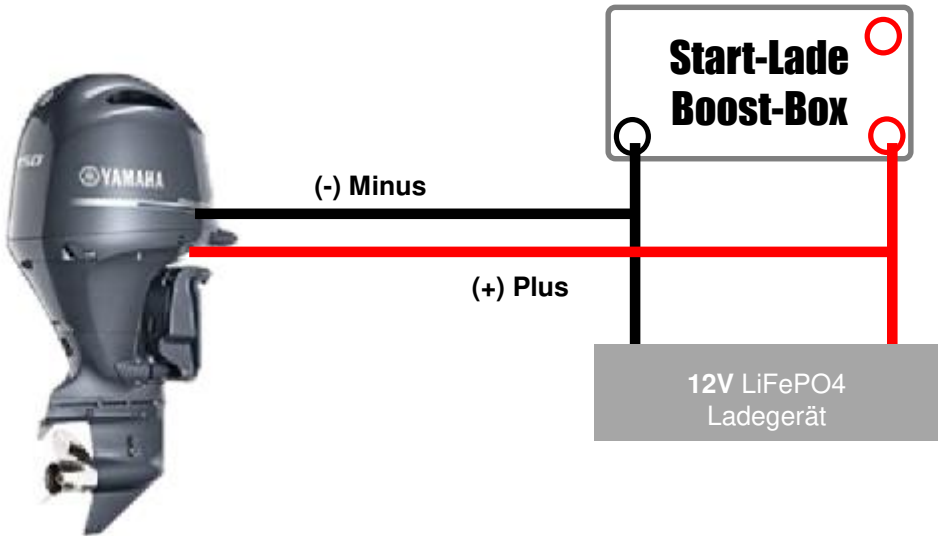 Start-Lade
Boost-Box
YAMAHA
(-) Minus
(+) Plus
12V LiFePO4
Ladegerät